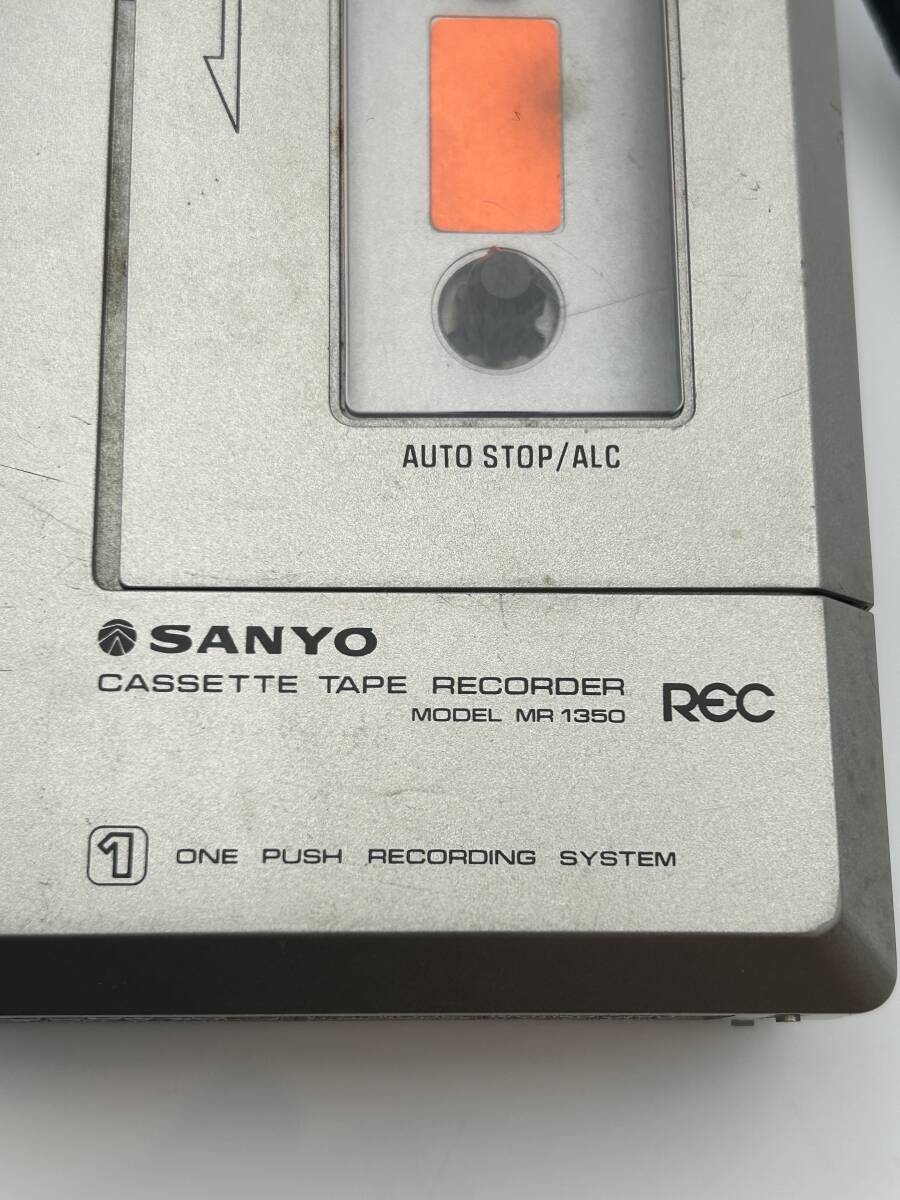 AUTO STOP/ALC
SANYO
CASSETTE TAPE RECORDER
MODEL MR 1350
REC
1 ONE PUSH RECORDING SYSTEM